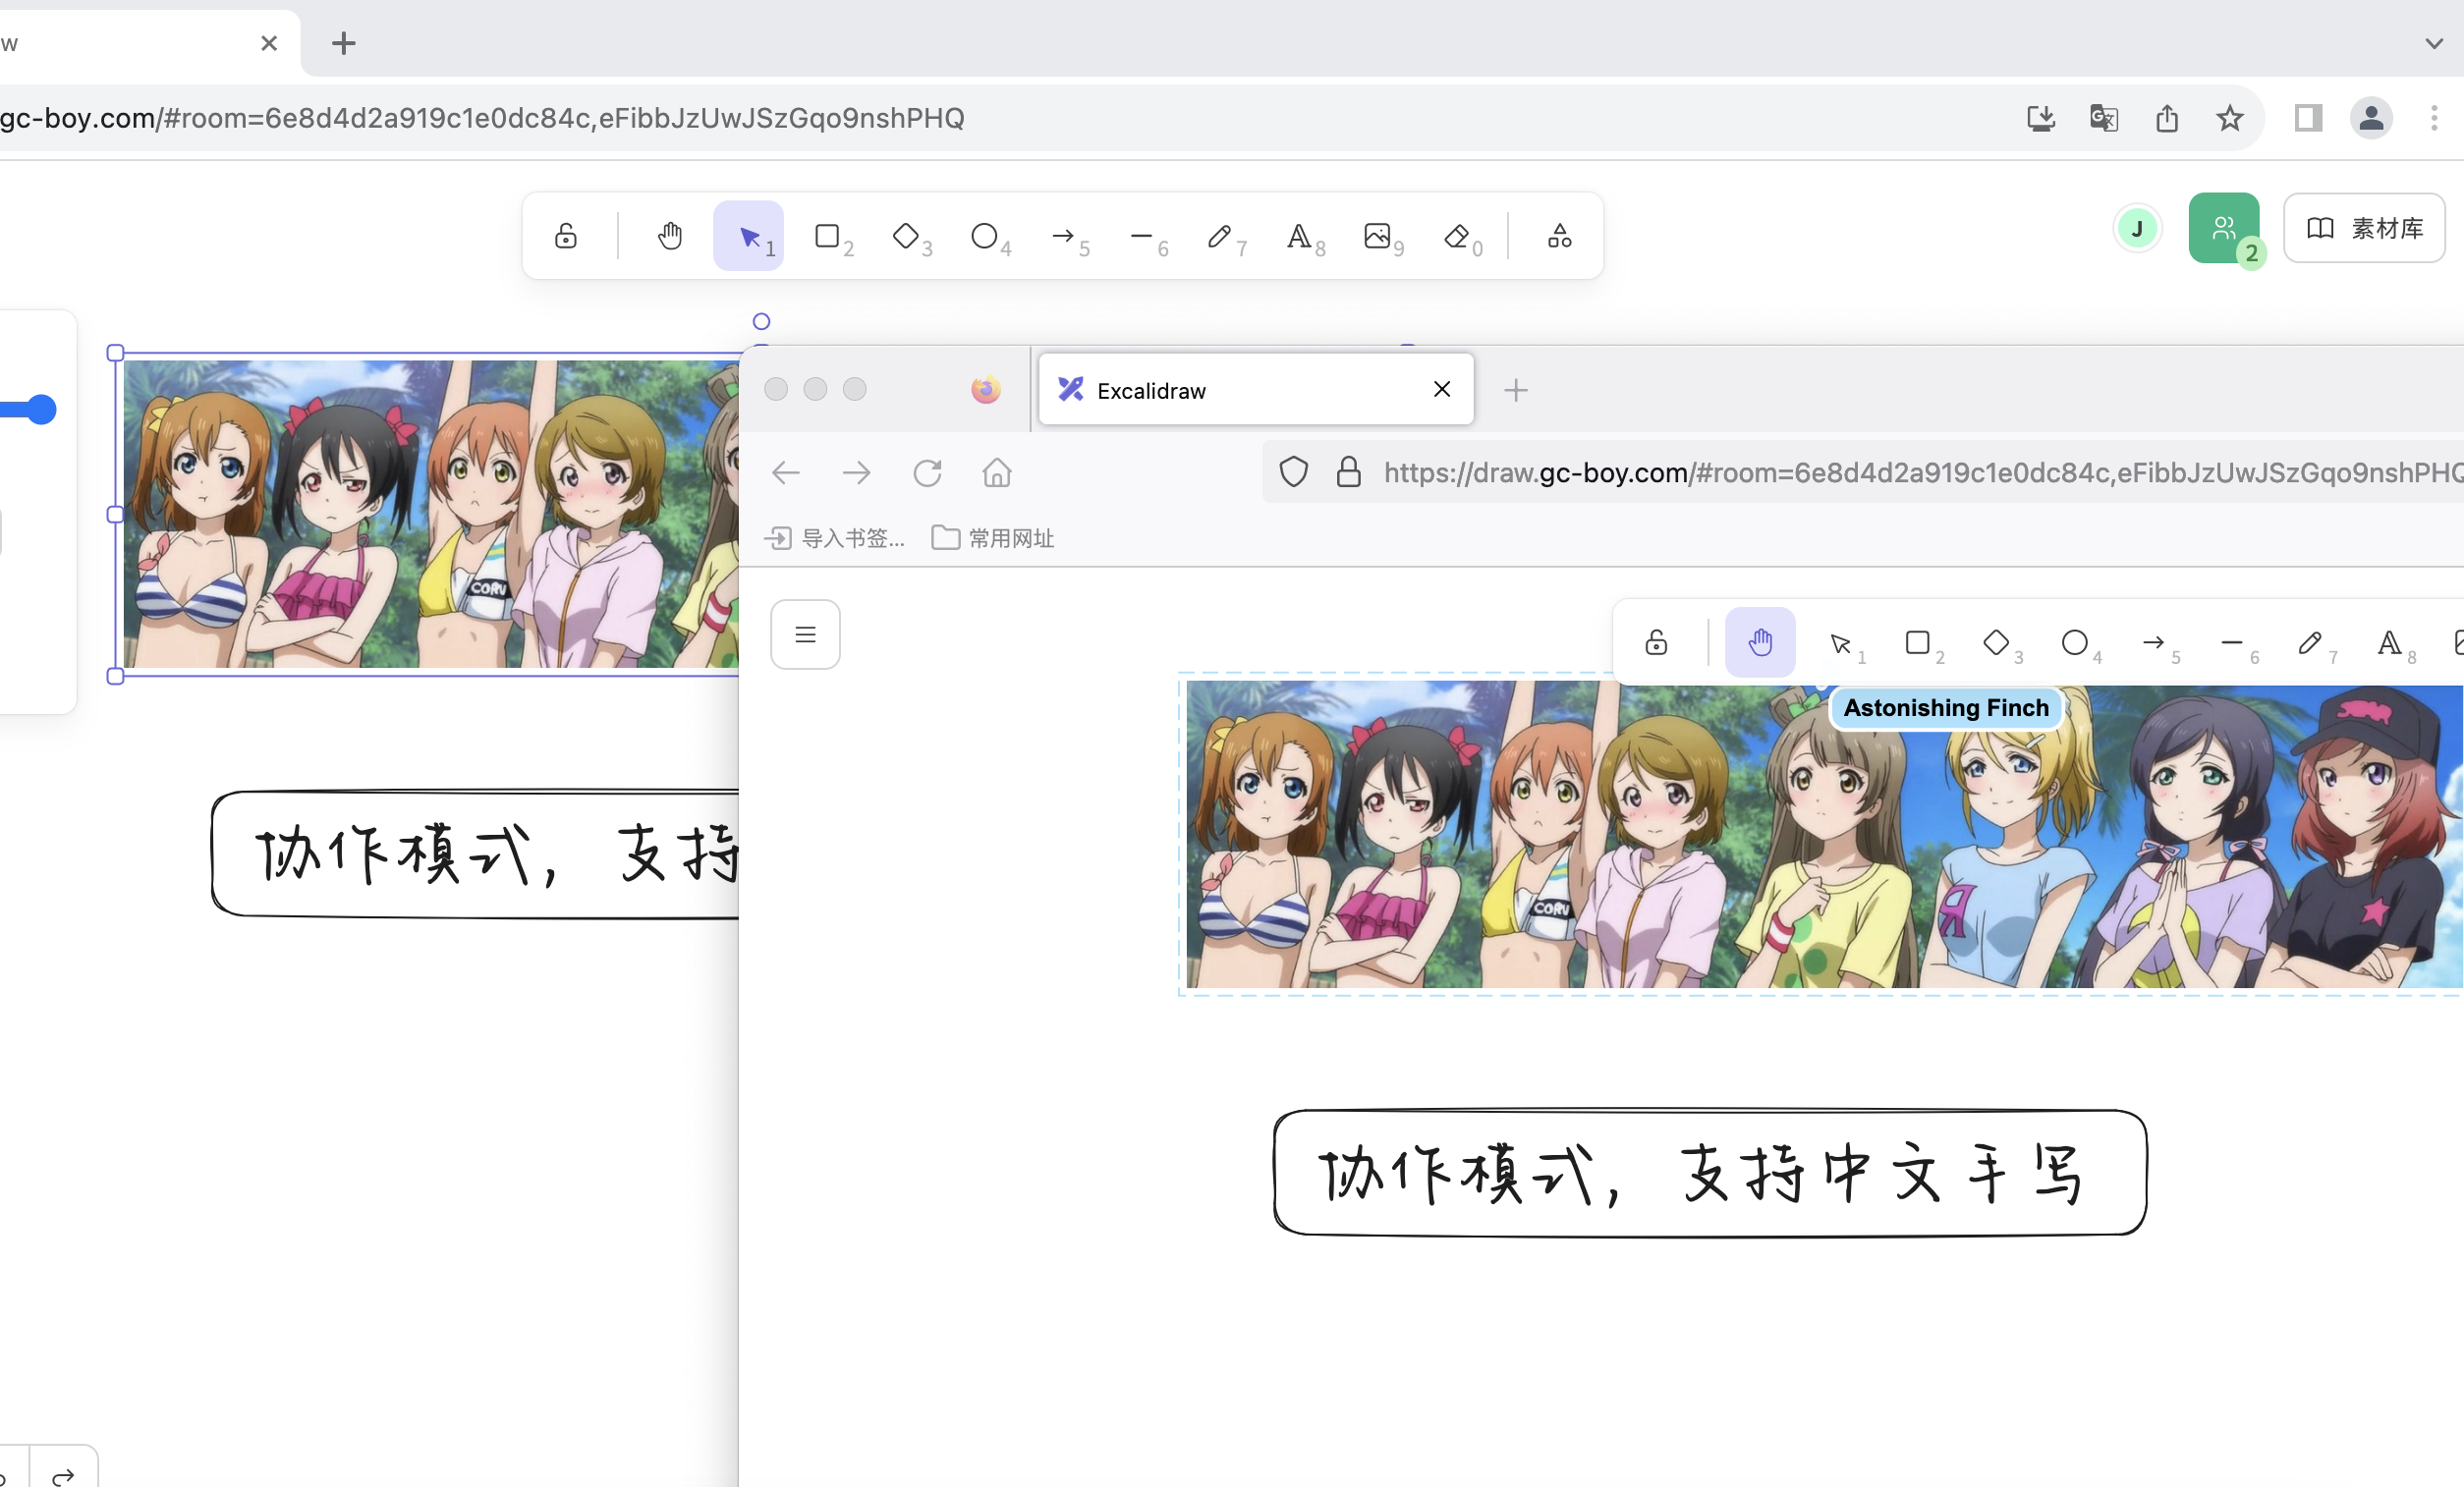 w
gc-boy.com/#room=6e8d4d2a919c1e0dc84c,eFibbJzUwJSzGqo9nshPHQ
1 2 3 4 5 6 7 A 8 9 0
J
2
素材库
Excalidraw
https://draw.gc-boy.com/#room=6e8d4d2a919c1e0dc84c,eFibbJzUwJSzGqo9nshPHQ
导入书签...
常用网址
1 2 3 4 5 6 7 A 8
CORV
Astonishing Finch
CORV
Я
协作模式，支持
协作模式，支持中文手写